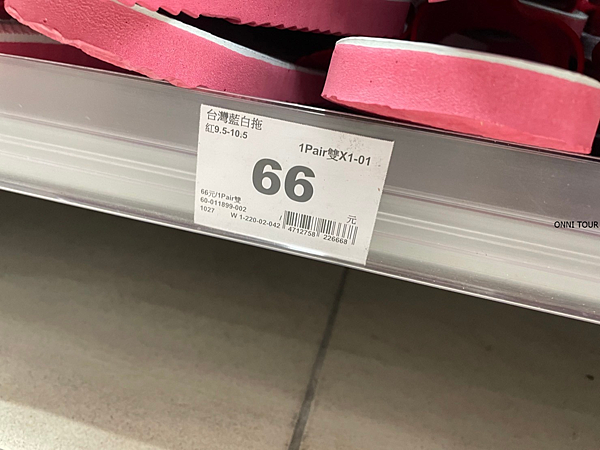 台灣藍白拖
紅9.5-10.5
1Pair雙X1-01
66
元
66元/1Pair雙
60-011899-002
1027 W 1-220-02-042 /
4712758 226668
ONNI TOUR